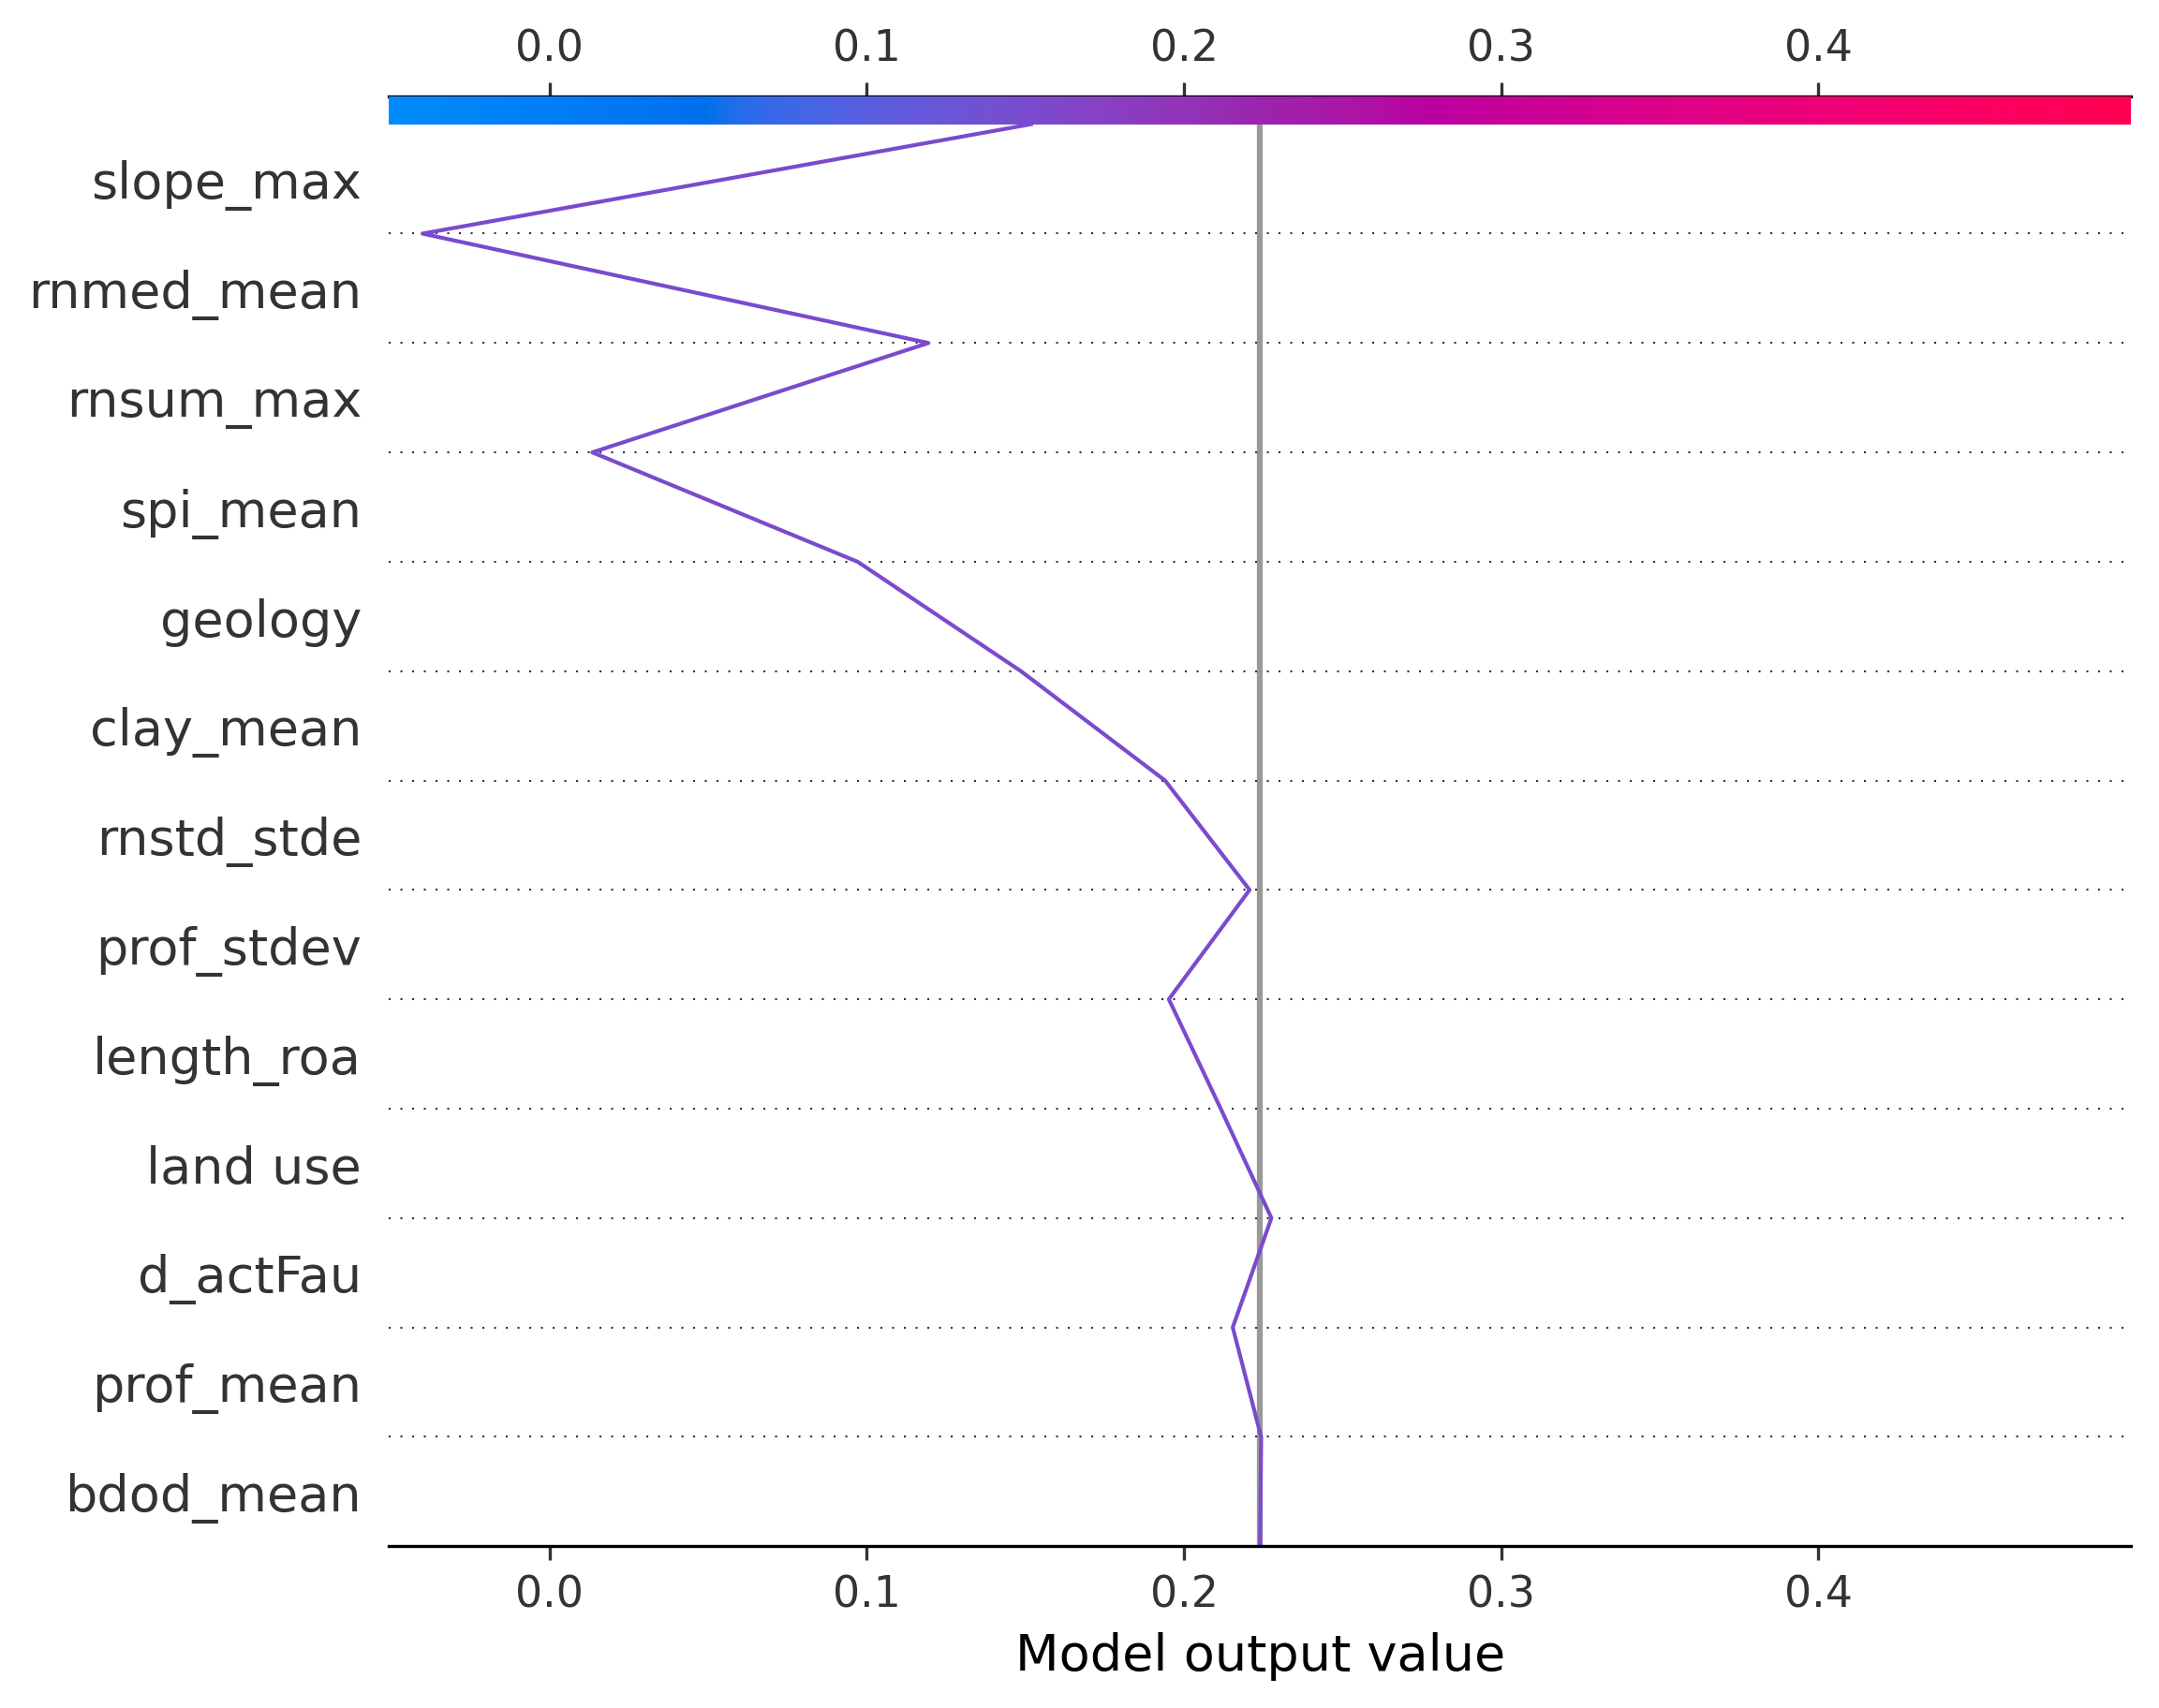 0.0 0.1 0.2 0.3 0.4
slope_max
rnmed_mean
rnsum_max
spi_mean
geology
clay_mean
rnstd_stde
prof_stdev
length_roa
land use
d_actFau
prof_mean
bdod_mean
0.0 0.1 0.2 0.3 0.4
Model output value